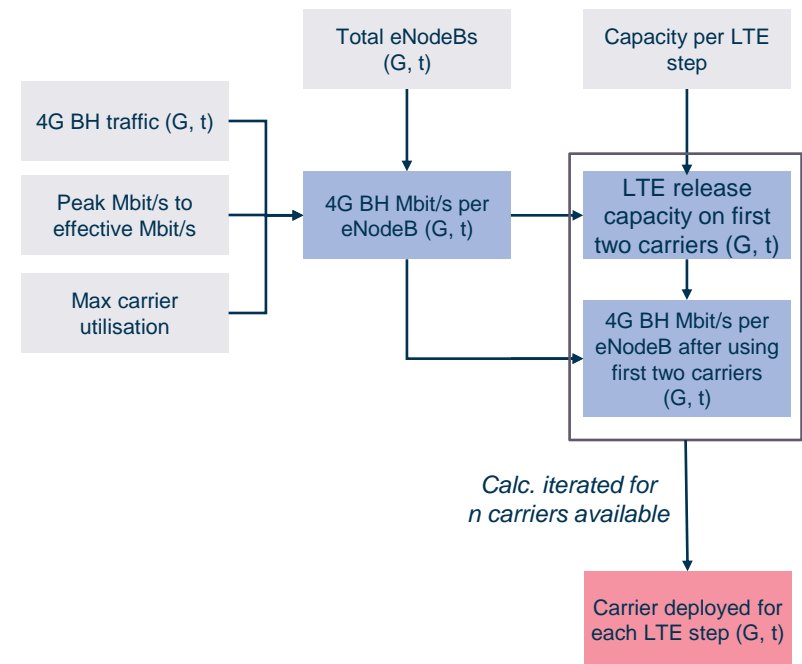 Total eNodeBs
(G, t)
Capacity per LTE
step
4G BH traffic (G, t)
Peak Mbit/s to
effective Mbit/s
Max carrier
utilisation
4G BH Mbit/s per
eNodeB (G, t)
LTE release
capacity on first
two carriers (G, t)
4G BH Mbit/s per
eNodeB after using
first two carriers
(G, t)
Calc. iterated for
n carriers available
Carrier deployed for
each LTE step (G, t)